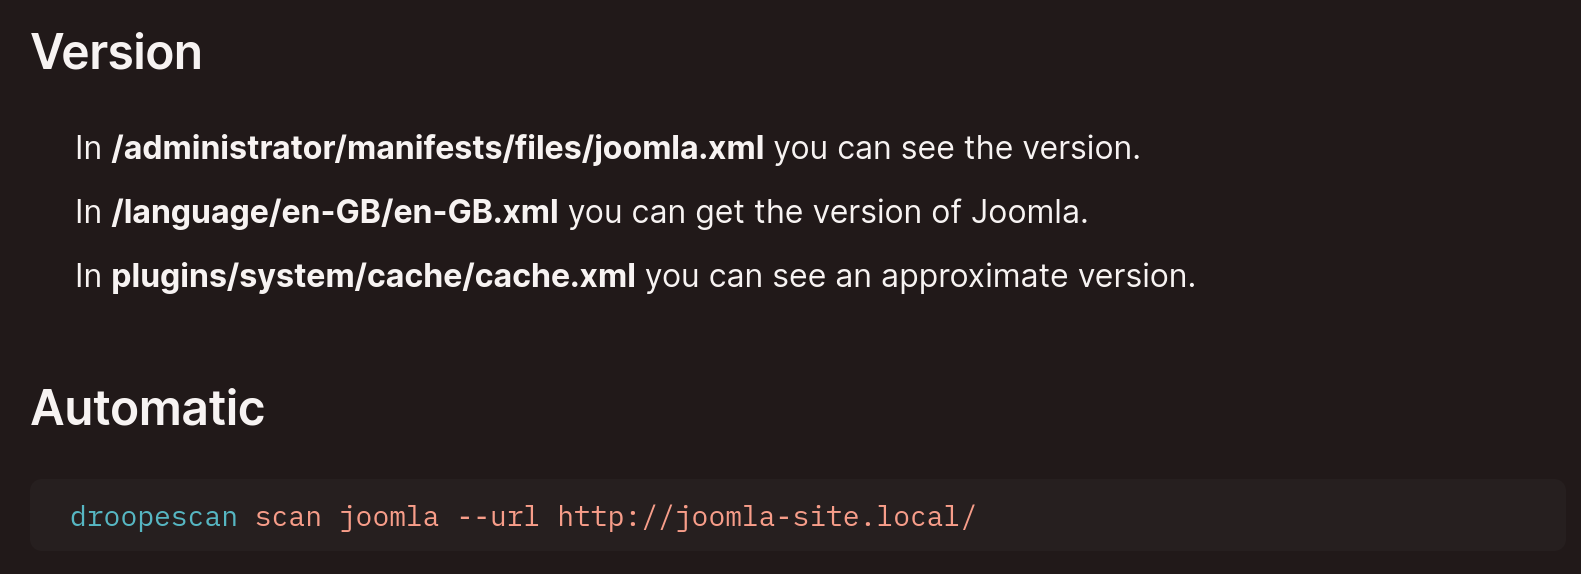 Version
In /administrator/manifests/files/joomla.xml you can see the version.
In /language/en-GB/en-GB.xml you can get the version of Joomla.
In plugins/system/cache/cache.xml you can see an approximate version.
Automatic
droopescan scan joomla --url http://joomla-site.local/